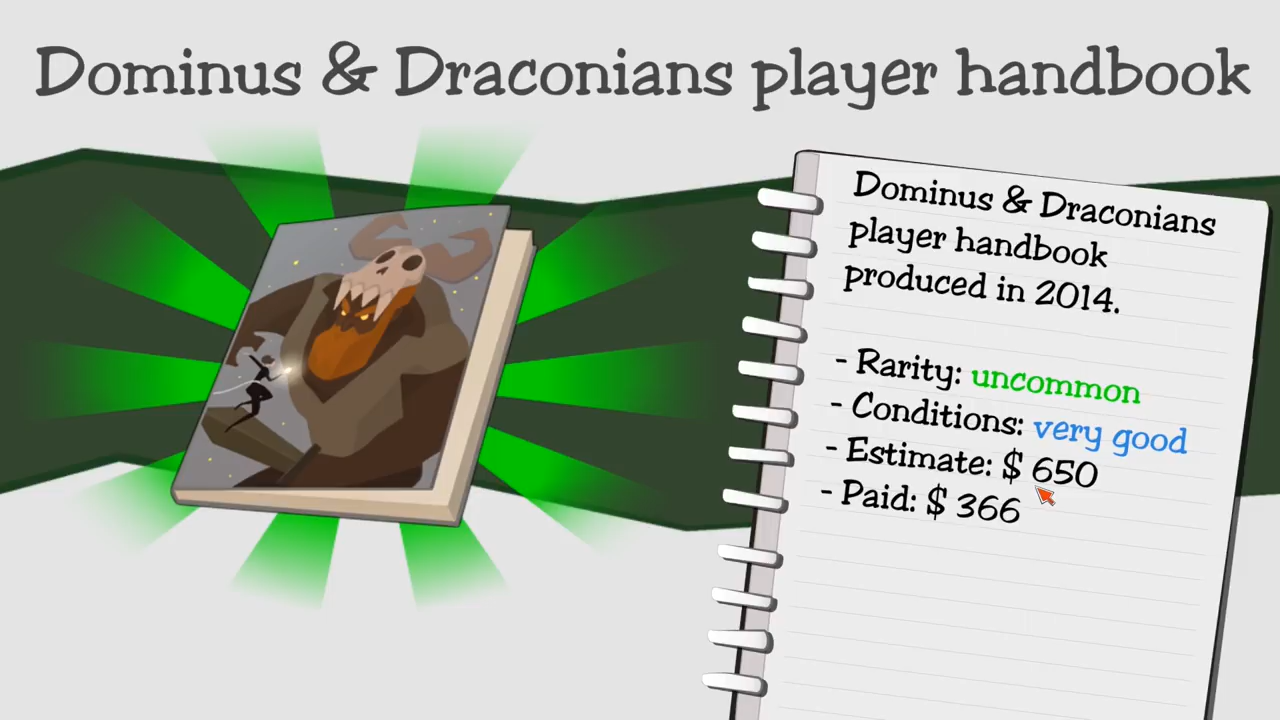 Dominus & Draconians player handbook
Dominus & Draconians
player handbook
produced in 2014.
- Rarity: uncommon
- Conditions: very good
- Estimate: $ 650
- Paid: $ 366